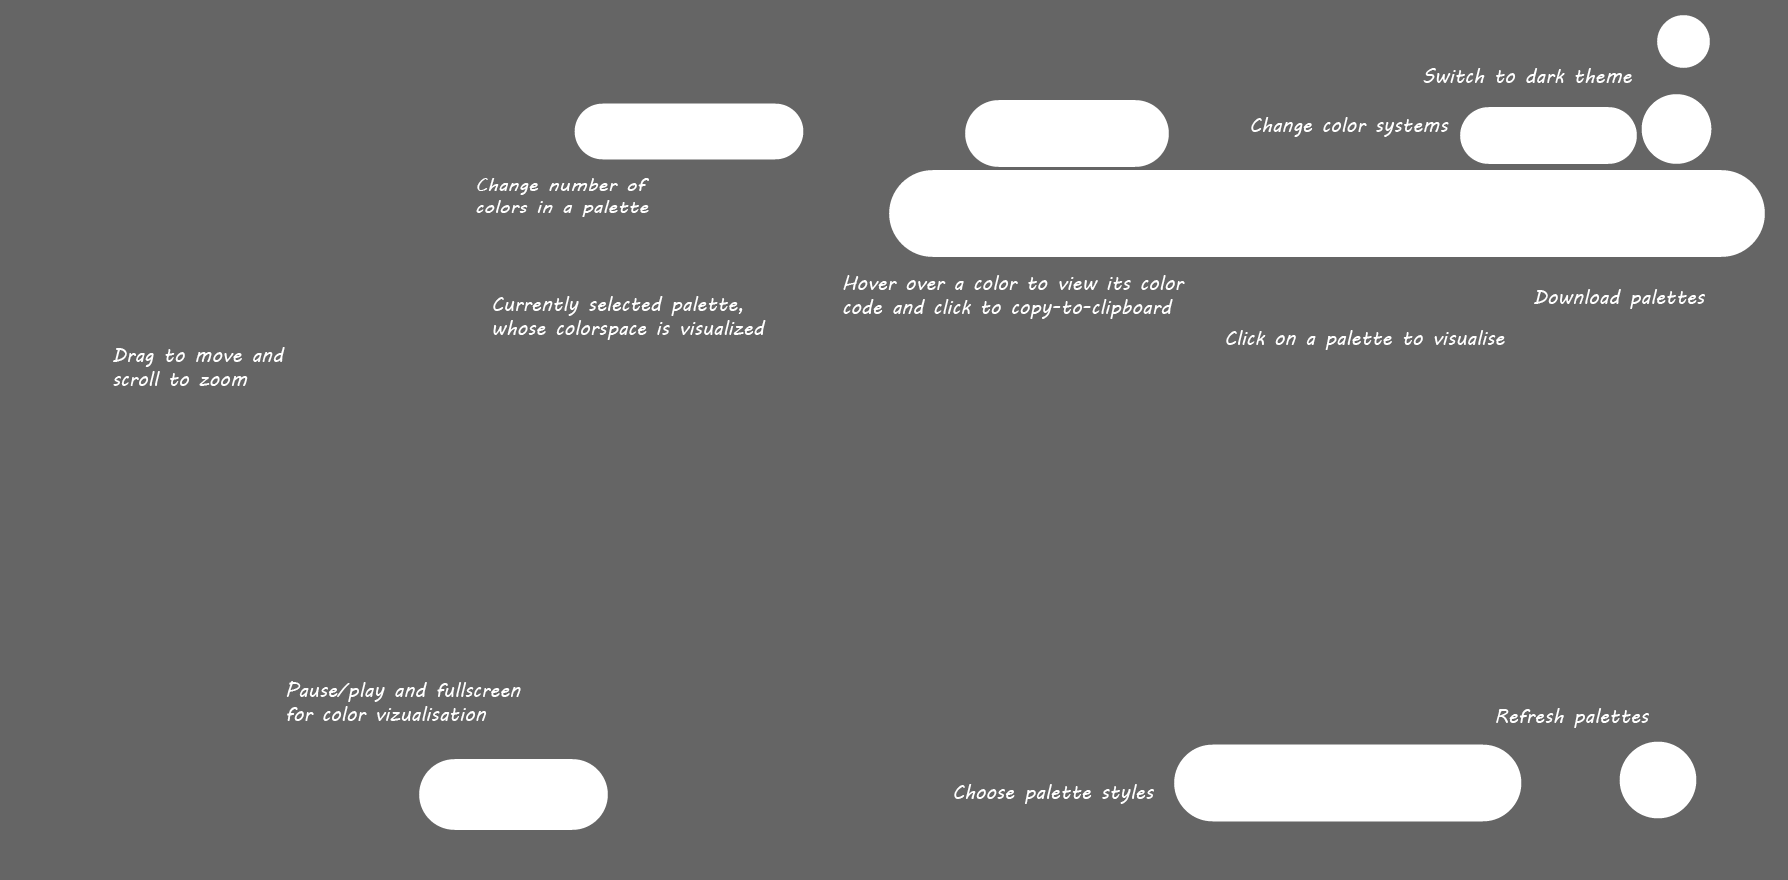 Switch to dark theme
Change color systems
Change number of
colors in a palette
Hover over a color to view its color
code and click to copy-to-clipboard
Currently selected palette,
whose colorspace is visualized
Download palettes
Click on a palette to visualise
Drag to move and
scroll to zoom
Pause/play and fullscreen
for color vizualisation
Refresh palettes
Choose palette styles